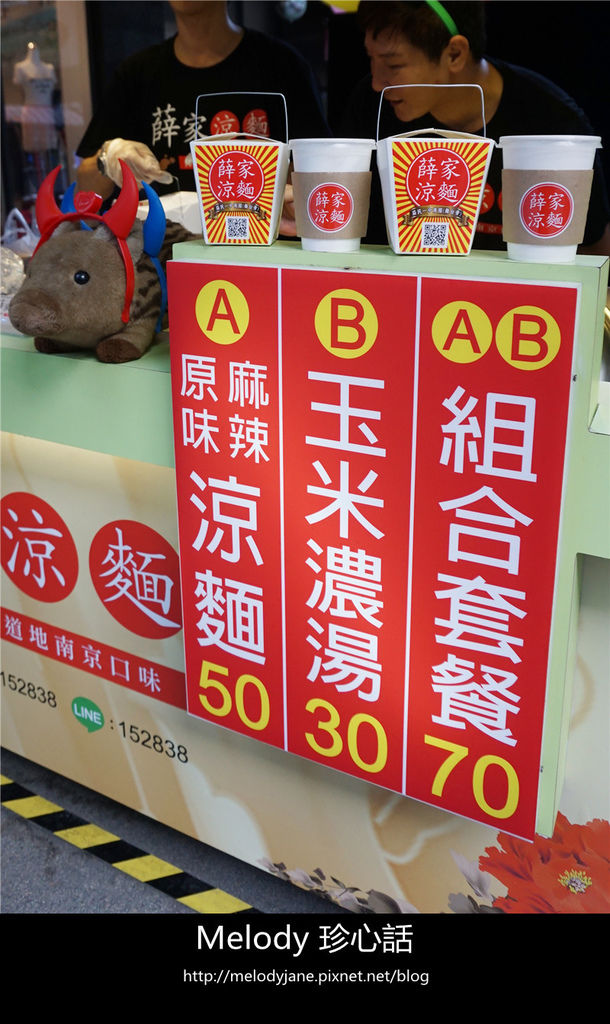 薛家涼麵
薛家
涼麵
薛家
涼麵
薛家
涼麵
薛家
涼麵
A
原味
麻辣
涼麵
50
B
玉米濃湯
30
AB
組合套餐
70
涼麵
道地南京口味
152838
LINE:152838
Melody 珍心話
http://melodyjane.pixnet.net/blog